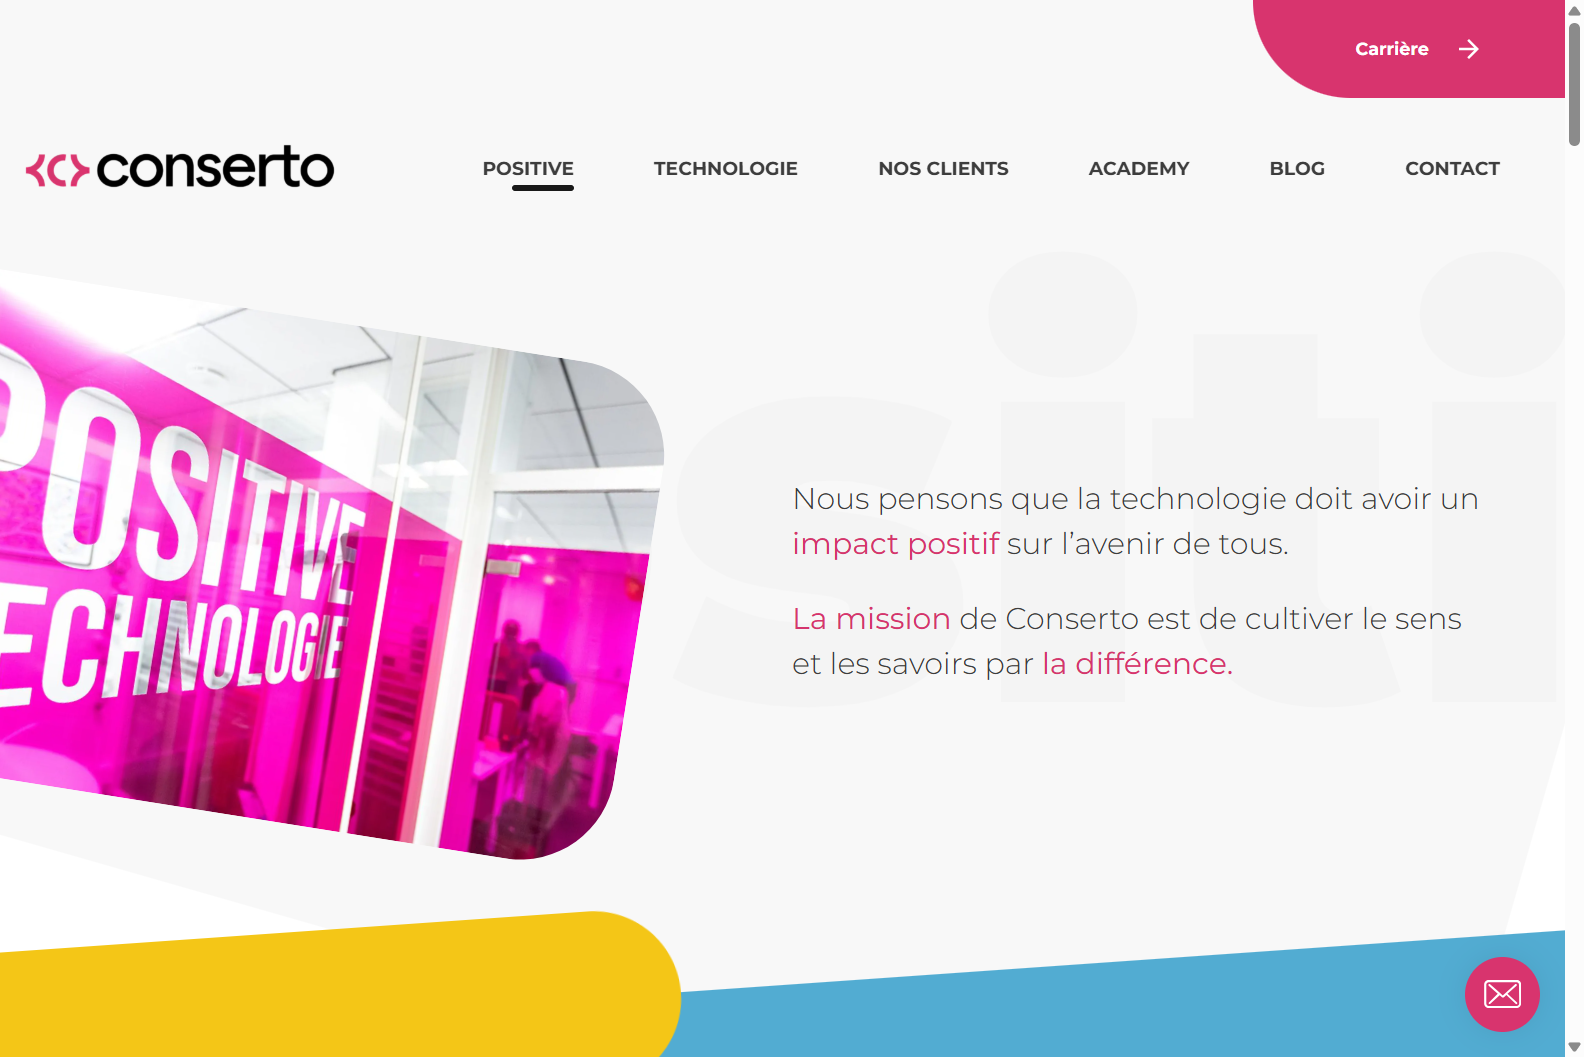 Carrière
conserto
POSITIVE
TECHNOLOGIE
NOS CLIENTS
ACADEMY
BLOG
CONTACT
siti
POSITIVE
TECHNOLOGIE
Nous pensons que la technologie doit avoir un
impact positif sur l’avenir de tous.
La mission de Conserto est de cultiver le sens
et les savoirs par la différence.